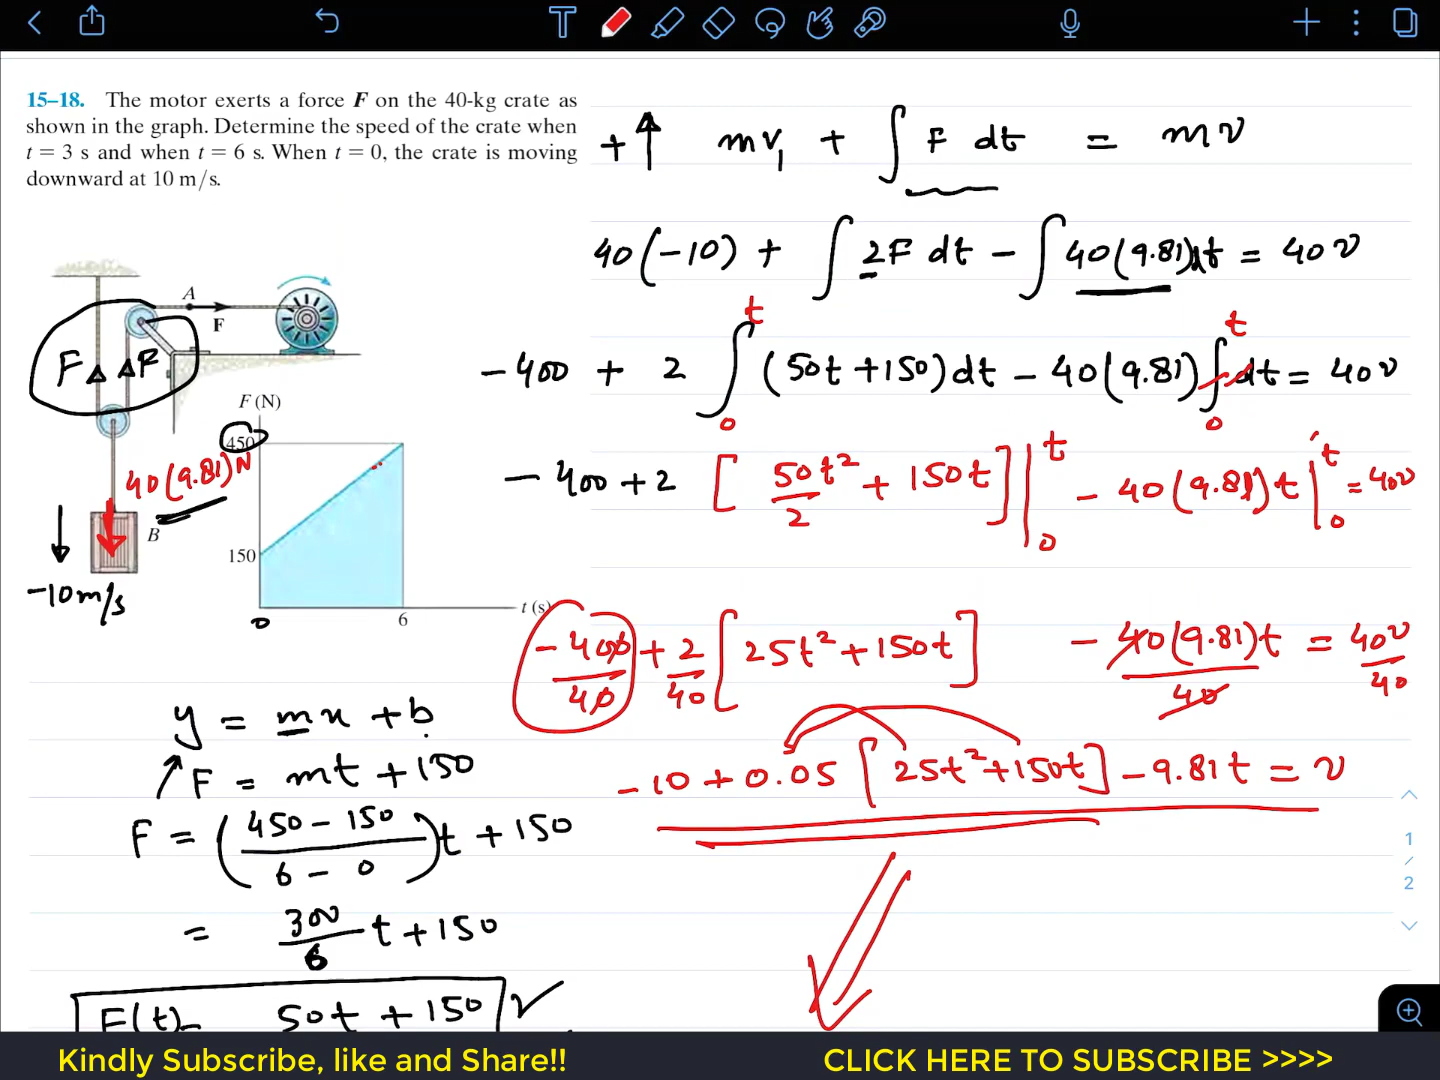 15–18. The motor exerts a force F on the 40-kg crate as
shown in the graph. Determine the speed of the crate when
t = 3 s and when t = 6 s. When t = 0, the crate is moving
downward at 10 m/s.
+↑ mv₁ + ∫ F dt = mv
40(-10) + ∫ 2F dt - ∫ 40(9.81)dt = 40v
-400 + 2 ∫₀ᵗ (50t+150)dt - 40(9.81) ∫₀ᵗ dt = 40v
-400 + 2 [50t²/2 + 150t]|₀ᵗ - 40(9.81)t|₀ᵗ = 40v
-400/40 + 2/40 [25t² + 150t] - 40(9.81)t/40 = 40v/40
-10 + 0.05 [25t² + 150t] - 9.81t = v
A
F
F F
F (N)
450
40(9.81)N
B
150
-10m/s
t (s)
0
6
y = mx + b
F = mt + 150
F = (450 - 150 / 6 - 0)t + 150
= 300/6 t + 150
F(t)= 50t + 150
1
/
2
Kindly Subscribe, like and Share!!
CLICK HERE TO SUBSCRIBE >>>>